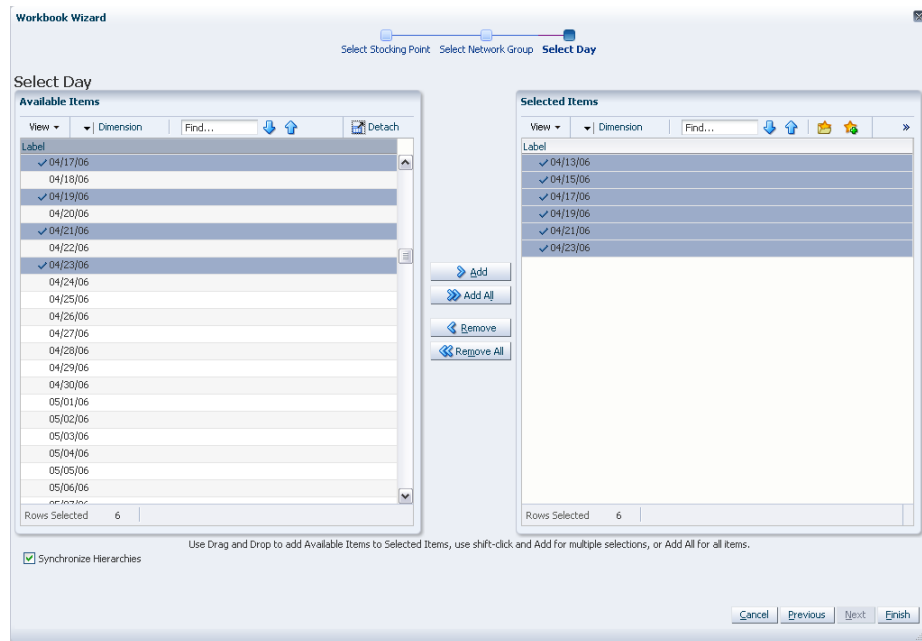 Workbook Wizard
Select Stocking Point Select Network Group Select Day
Select Day
Available Items
View Dimension Find... Detach
Label
04/17/06
04/18/06
04/19/06
04/20/06
04/21/06
04/22/06
04/23/06
04/24/06
04/25/06
04/26/06
04/27/06
04/28/06
04/29/06
04/30/06
05/01/06
05/02/06
05/03/06
05/04/06
05/05/06
05/06/06
Rows Selected 6
Add
Add All
Remove
Remove All
Selected Items
View Dimension Find... »
Label
04/13/06
04/15/06
04/17/06
04/19/06
04/21/06
04/23/06
Rows Selected 6
Use Drag and Drop to add Available Items to Selected Items, use shift-click and Add for multiple selections, or Add All for all items.
Synchronize Hierarchies
Cancel Previous Next Finish